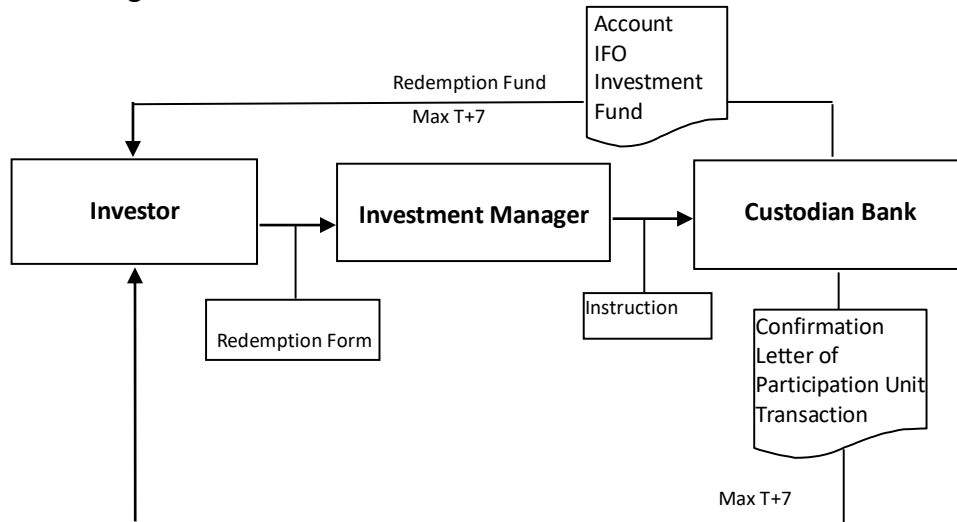 Account
IFO
Investment
Fund
Redemption Fund
Max T+7
Investor
Investment Manager
Custodian Bank
Redemption Form
Instruction
Confirmation
Letter of
Participation Unit
Transaction
Max T+7